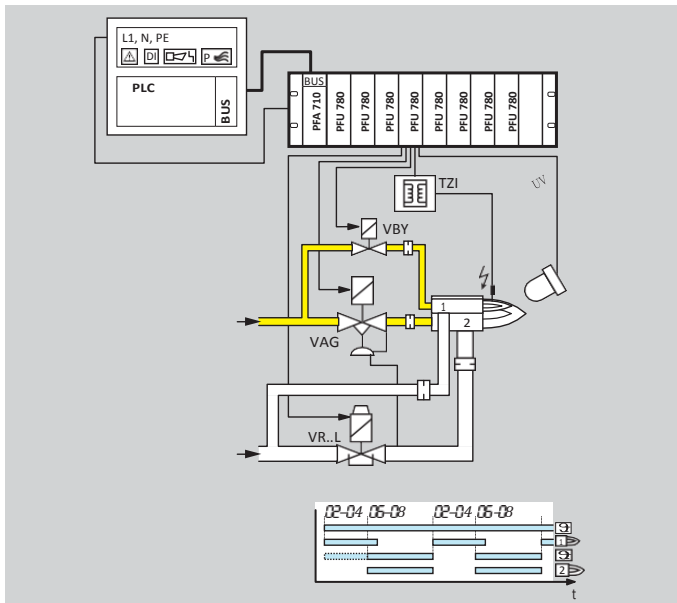 L1, N, PE
DI
P
PLC
BUS
BUS
PFA 710
PFU 780
PFU 780
PFU 780
PFU 780
PFU 780
PFU 780
PFU 780
PFU 780
TZI
UV
VBY
1
2
VAG
VR..L
02-04 06-08 02-04 06-08
1
2
t